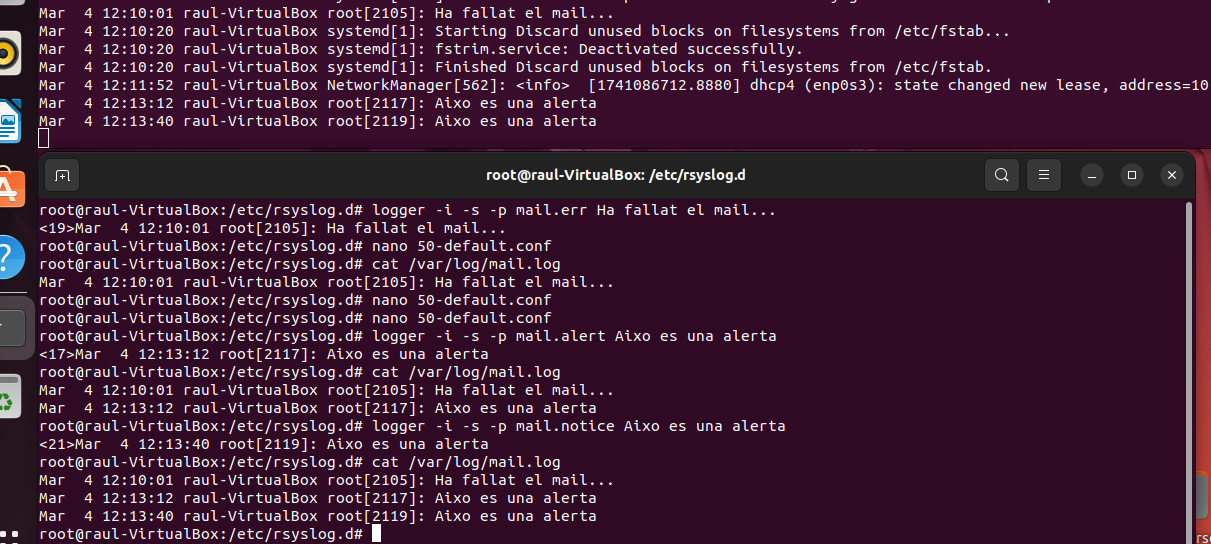 Mar  4 12:10:01 raul-VirtualBox root[2105]: Ha fallat el mail...
Mar  4 12:10:20 raul-VirtualBox systemd[1]: Starting Discard unused blocks on filesystems from /etc/fstab...
Mar  4 12:10:20 raul-VirtualBox systemd[1]: fstrim.service: Deactivated successfully.
Mar  4 12:10:20 raul-VirtualBox systemd[1]: Finished Discard unused blocks on filesystems from /etc/fstab.
Mar  4 12:11:52 raul-VirtualBox NetworkManager[562]: <info>  [1741086712.8880] dhcp4 (enp0s3): state changed new lease, address=10
Mar  4 12:13:12 raul-VirtualBox root[2117]: Aixo es una alerta
Mar  4 12:13:40 raul-VirtualBox root[2119]: Aixo es una alerta
root@raul-VirtualBox: /etc/rsyslog.d
root@raul-VirtualBox:/etc/rsyslog.d# logger -i -s -p mail.err Ha fallat el mail...
<19>Mar  4 12:10:01 root[2105]: Ha fallat el mail...
root@raul-VirtualBox:/etc/rsyslog.d# nano 50-default.conf
root@raul-VirtualBox:/etc/rsyslog.d# cat /var/log/mail.log
Mar  4 12:10:01 raul-VirtualBox root[2105]: Ha fallat el mail...
root@raul-VirtualBox:/etc/rsyslog.d# nano 50-default.conf
root@raul-VirtualBox:/etc/rsyslog.d# nano 50-default.conf
root@raul-VirtualBox:/etc/rsyslog.d# logger -i -s -p mail.alert Aixo es una alerta
<17>Mar  4 12:13:12 root[2117]: Aixo es una alerta
root@raul-VirtualBox:/etc/rsyslog.d# cat /var/log/mail.log
Mar  4 12:10:01 raul-VirtualBox root[2105]: Ha fallat el mail...
Mar  4 12:13:12 raul-VirtualBox root[2117]: Aixo es una alerta
root@raul-VirtualBox:/etc/rsyslog.d# logger -i -s -p mail.notice Aixo es una alerta
<21>Mar  4 12:13:40 root[2119]: Aixo es una alerta
root@raul-VirtualBox:/etc/rsyslog.d# cat /var/log/mail.log
Mar  4 12:10:01 raul-VirtualBox root[2105]: Ha fallat el mail...
Mar  4 12:13:12 raul-VirtualBox root[2117]: Aixo es una alerta
Mar  4 12:13:40 raul-VirtualBox root[2119]: Aixo es una alerta
root@raul-VirtualBox:/etc/rsyslog.d#